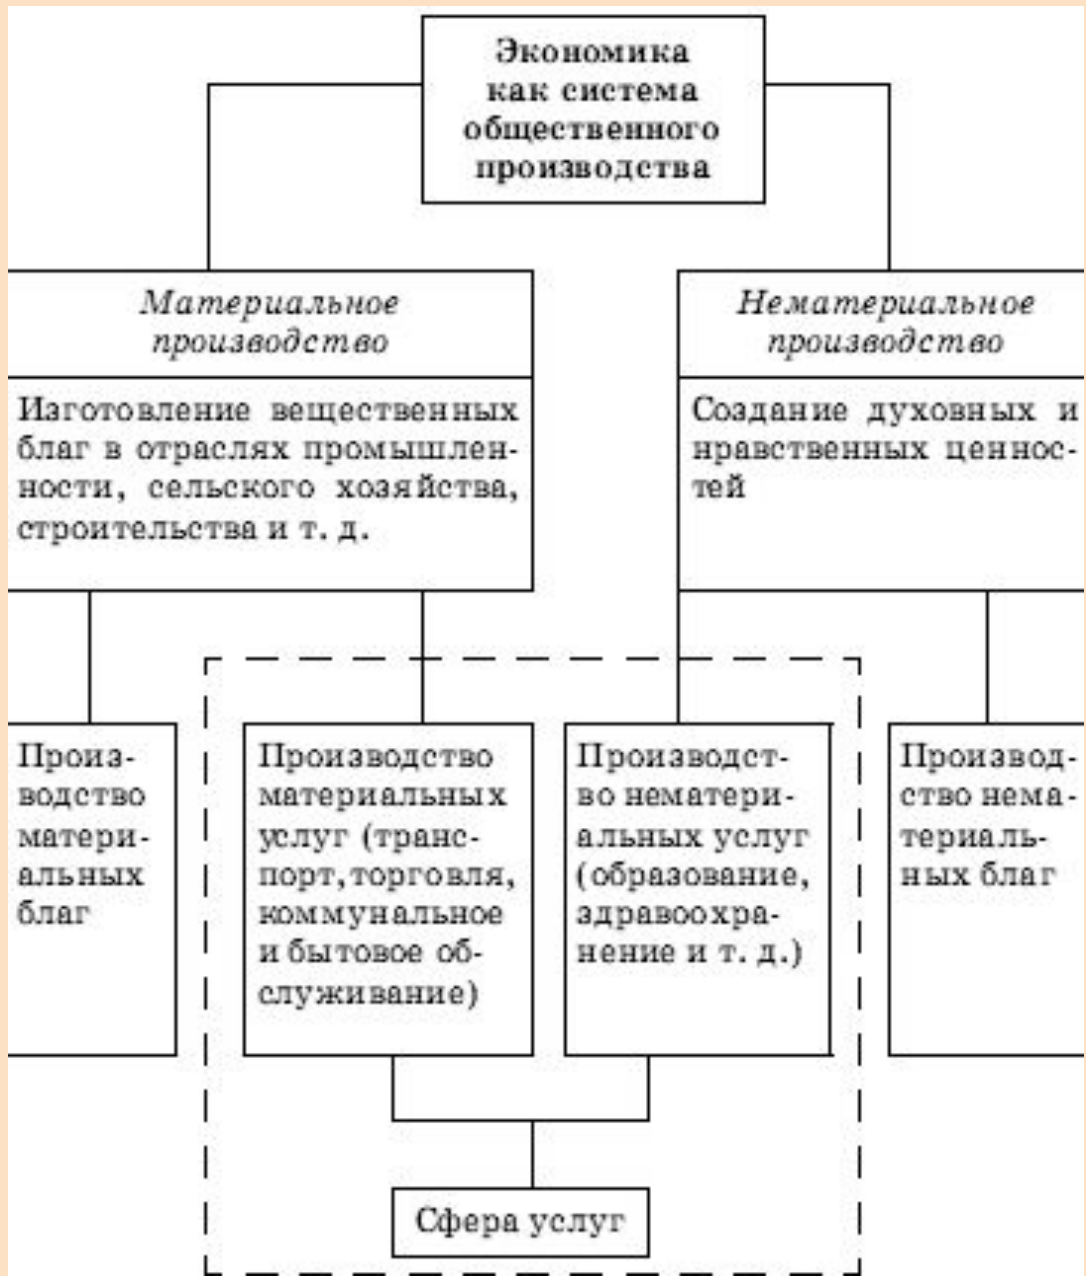 Экономика
как система
общественного
производства
Материальное
производство
Изготовление вещественных
благ в отраслях промышлен-
ности, сельского хозяйства,
строительства и т. д.
Нематериальное
производство
Создание духовных и
нравственных ценнос-
тей
Произ-
водство
матери-
альных
благ
Производство
материальных
услуг (транс-
порт, торговля,
коммунальное
и бытовое об-
служивание)
Производст-
во нематери-
альных услуг
(образование,
здравоохра-
нение и т. д.)
Производ-
ство нема-
териаль-
ных благ
Сфера услуг